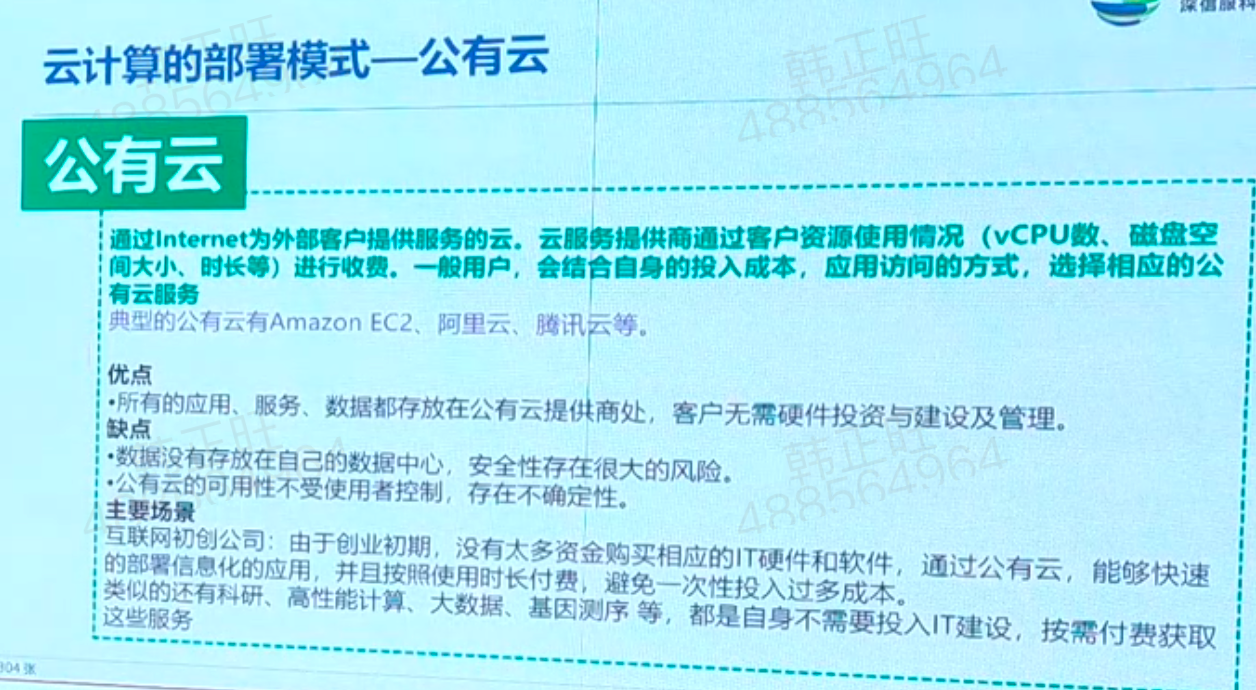 深信服科
云计算的部署模式—公有云
韩正旺
488564964
公有云
通过Internet为外部客户提供服务的云。云服务提供商通过客户资源使用情况（vCPU数、磁盘空
间大小、时长等）进行收费。一般用户，会结合自身的投入成本，应用访问的方式，选择相应的公
有云服务
典型的公有云有Amazon EC2、阿里云、腾讯云等。
优点
•所有的应用、服务、数据都存放在公有云提供商处，客户无需硬件投资与建设及管理。
缺点
•数据没有存放在自己的数据中心，安全性存在很大的风险。
•公有云的可用性不受使用者控制，存在不确定性。
韩正旺
488564964
主要场景
互联网初创公司：由于创业初期，没有太多资金购买相应的IT硬件和软件，通过公有云，能够快速
的部署信息化的应用，并且按照使用时长付费，避免一次性投入过多成本。
类似的还有科研、高性能计算、大数据、基因测序 等，都是自身不需要投入IT建设，按需付费获取
这些服务
304 张